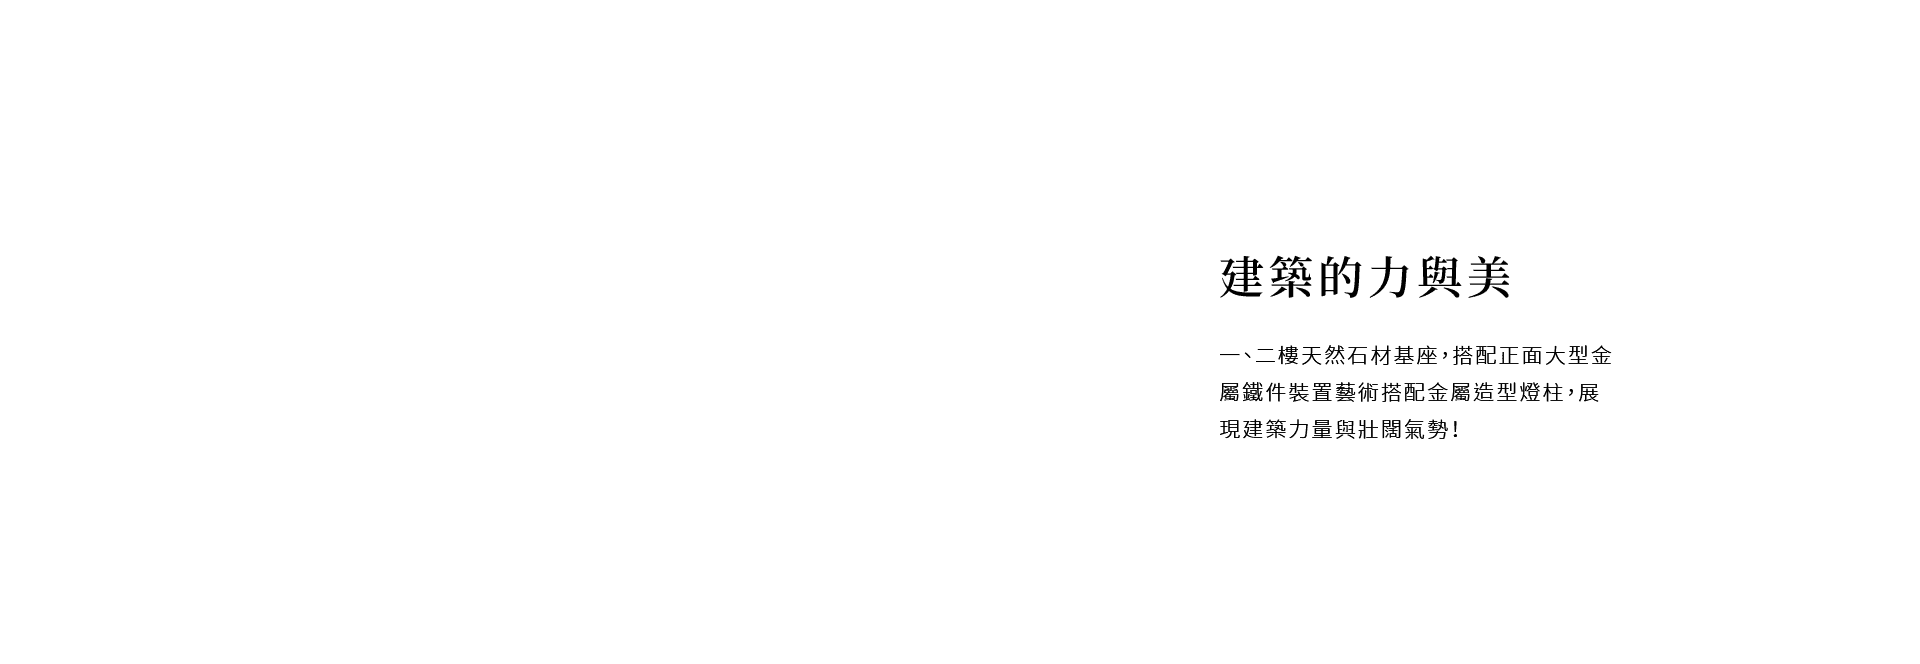 建築的力與美
一、二樓天然石材基座，搭配正面大型金
屬鐵件裝置藝術搭配金屬造型燈柱，展
現建築力量與壯闊氣勢！